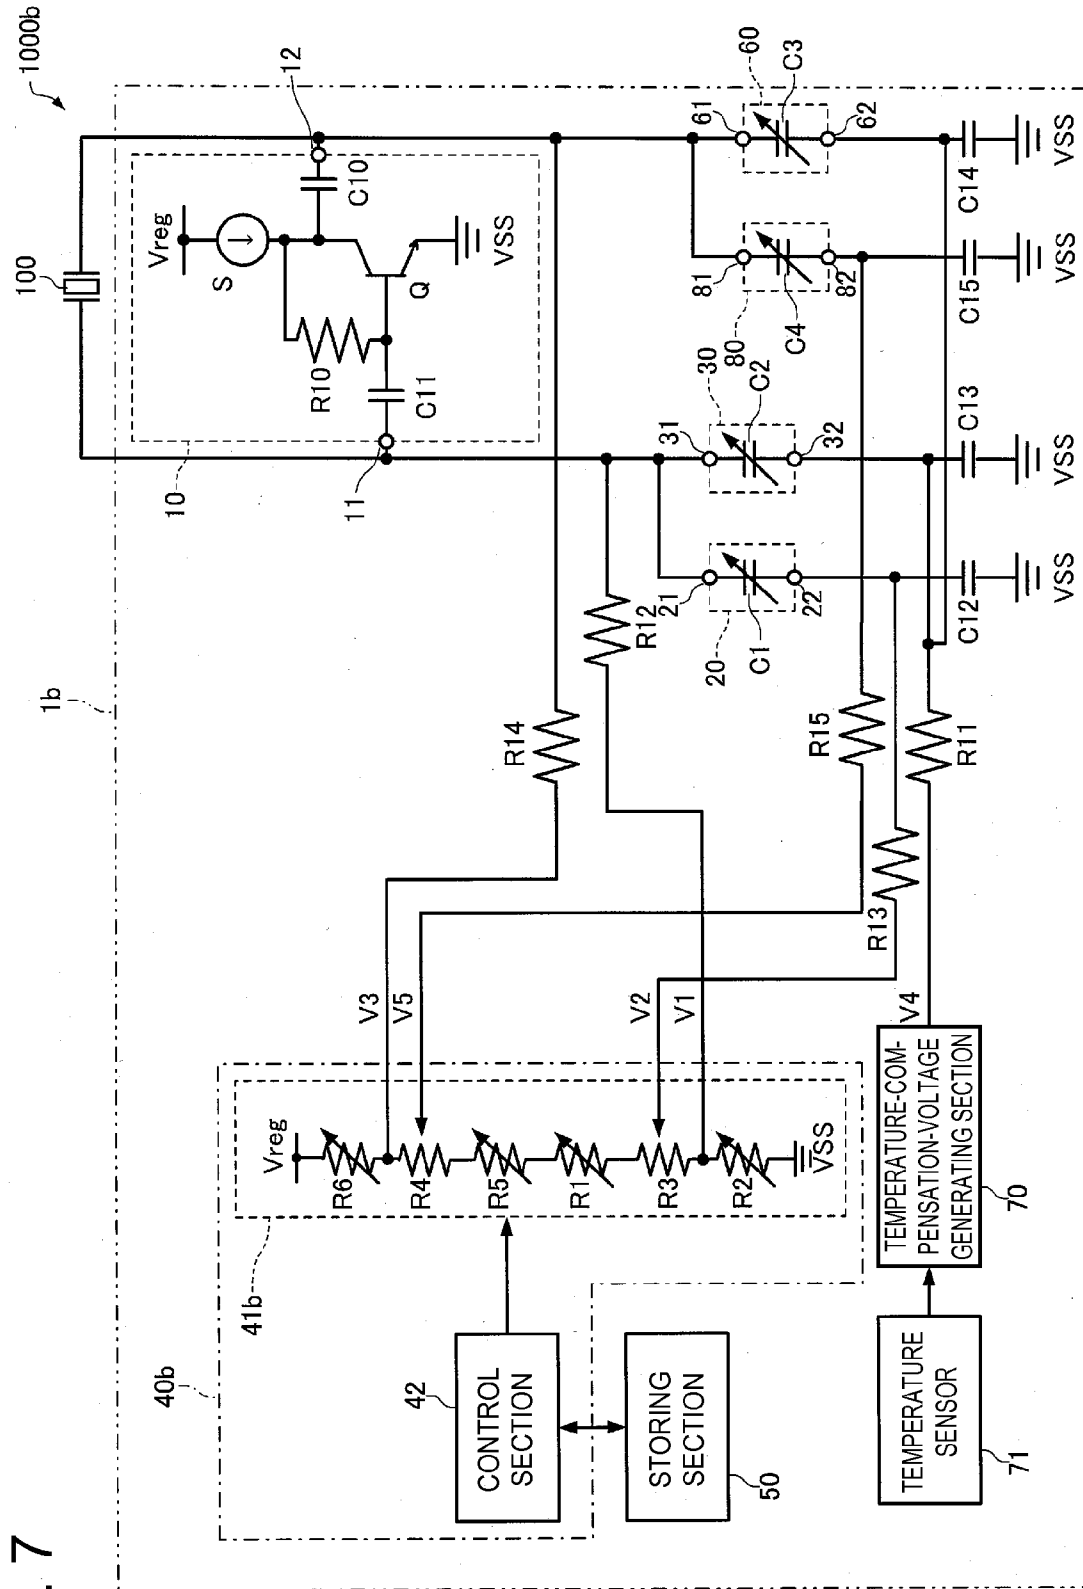 . 7
1000b
1b
100
10
Vreg
S
12
C10
R10
Q
VSS
C11
11
40b
41b
Vreg
R6
R4
R5
R1
R3
R2
VSS
V3
V5
V2
V1
V4
42
CONTROL
SECTION
STORING
SECTION
50
TEMPERATURE
SENSOR
71
TEMPERATURE-COM-
PENSATION-VOLTAGE
GENERATING SECTION
70
R14
R12
R15
R13
R11
21
20
C1
22
31
30
C2
32
81
80
C4
82
61
60
C3
62
C12
VSS
C13
VSS
C15
VSS
C14
VSS